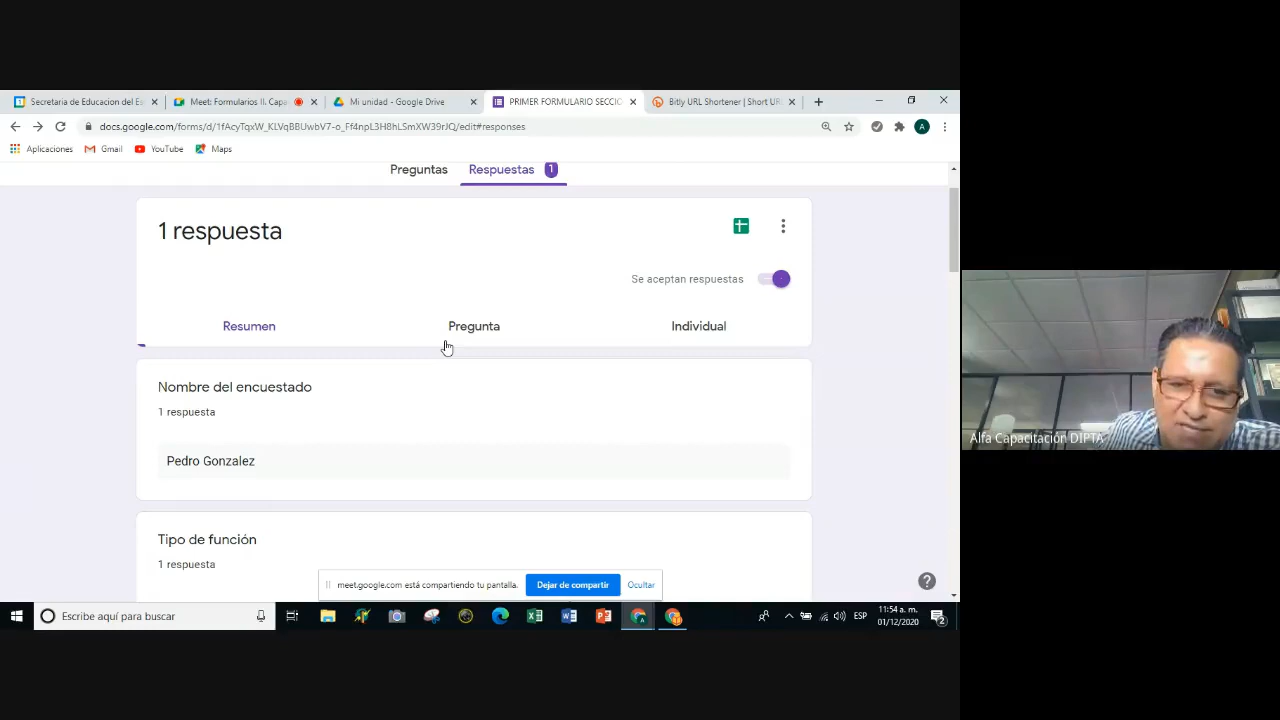 Secretaria de Educacion del Es
Meet: Formularios II. Capa
Mi unidad - Google Drive
PRIMER FORMULARIO SECCIO
Bitly URL Shortener | Short UR
docs.google.com/forms/d/1fAcyTqxW_KLVqBBUwbV7-o_Ff4npL3H8hLSmXW39rJQ/edit#responses
Aplicaciones Gmail YouTube Maps
Preguntas Respuestas 1
1 respuesta
Se aceptan respuestas
Resumen Pregunta Individual
Nombre del encuestado
1 respuesta
Pedro Gonzalez
Tipo de función
1 respuesta
meet.google.com está compartiendo tu pantalla. Dejar de compartir Ocultar
Escribe aquí para buscar
ESP
11:54 a. m.
01/12/2020
2
Alfa Capacitación DIPTA